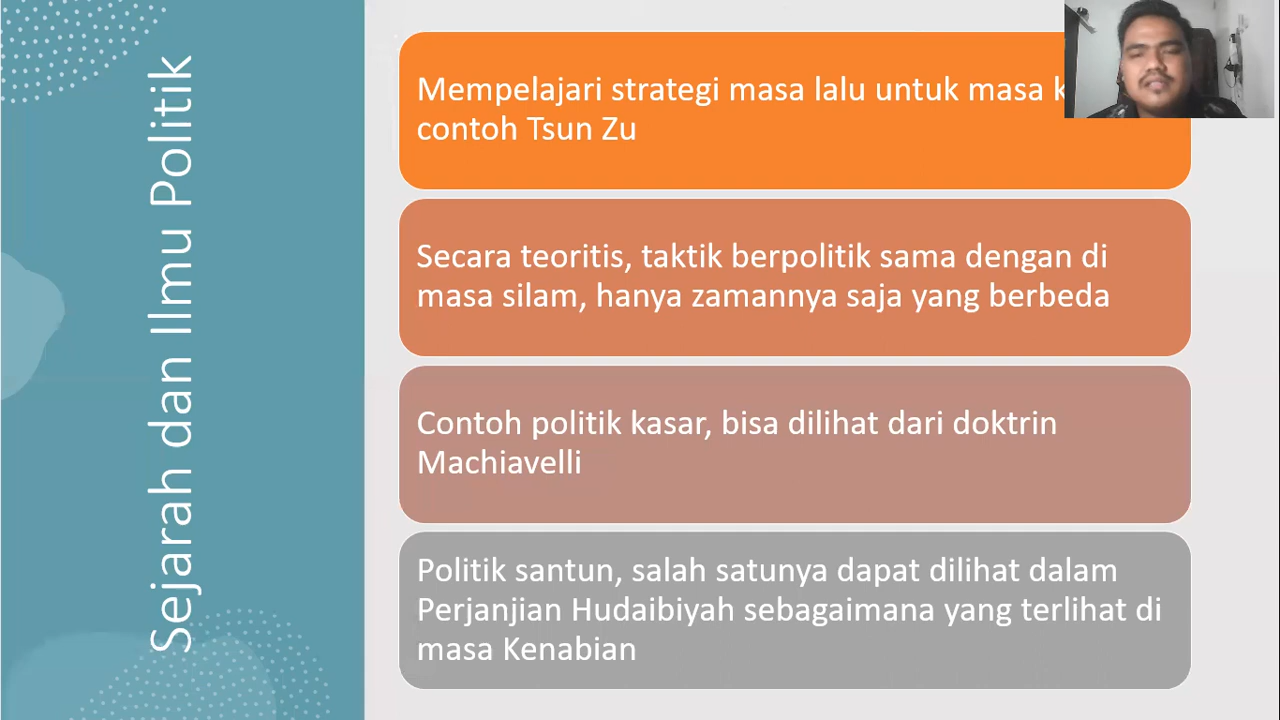 Sejarah dan Ilmu Politik
Mempelajari strategi masa lalu untuk masa
contoh Tsun Zu
Secara teoritis, taktik berpolitik sama dengan di
masa silam, hanya zamannya saja yang berbeda
Contoh politik kasar, bisa dilihat dari doktrin
Machiavelli
Politik santun, salah satunya dapat dilihat dalam
Perjanjian Hudaibiyah sebagaimana yang terlihat di
masa Kenabian